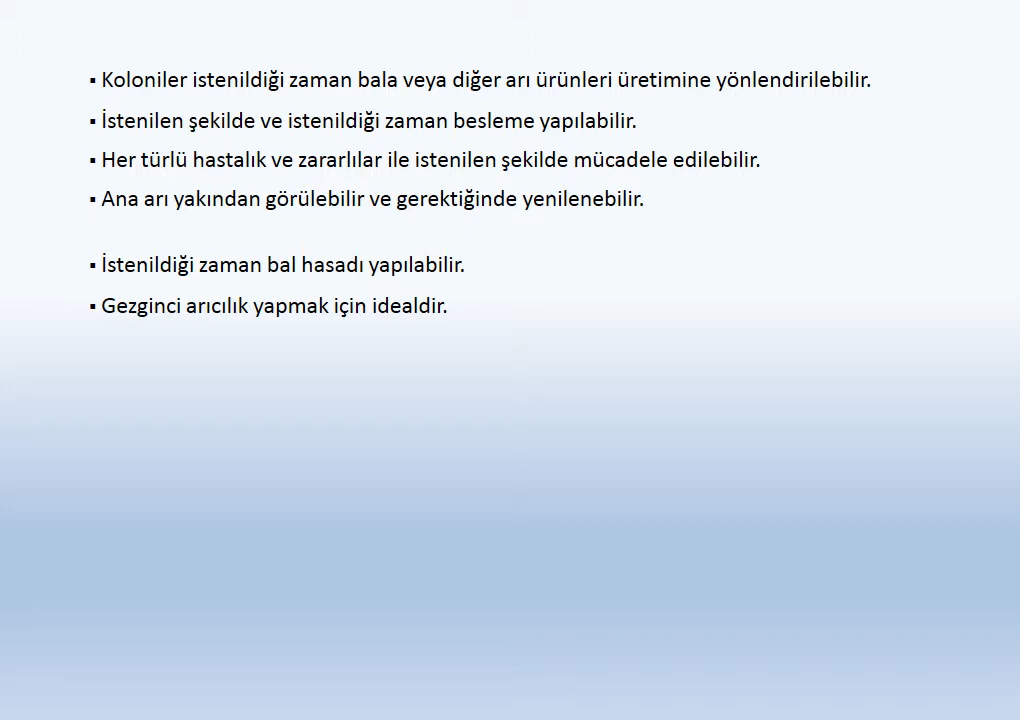 ▪ Koloniler istenildiği zaman bala veya diğer arı ürünleri üretimine yönlendirilebilir.
▪ İstenilen şekilde ve istenildiği zaman besleme yapılabilir.
▪ Her türlü hastalık ve zararlılar ile istenilen şekilde mücadele edilebilir.
▪ Ana arı yakından görülebilir ve gerektiğinde yenilenebilir.
▪ İstenildiği zaman bal hasadı yapılabilir.
▪ Gezginci arıcılık yapmak için idealdir.